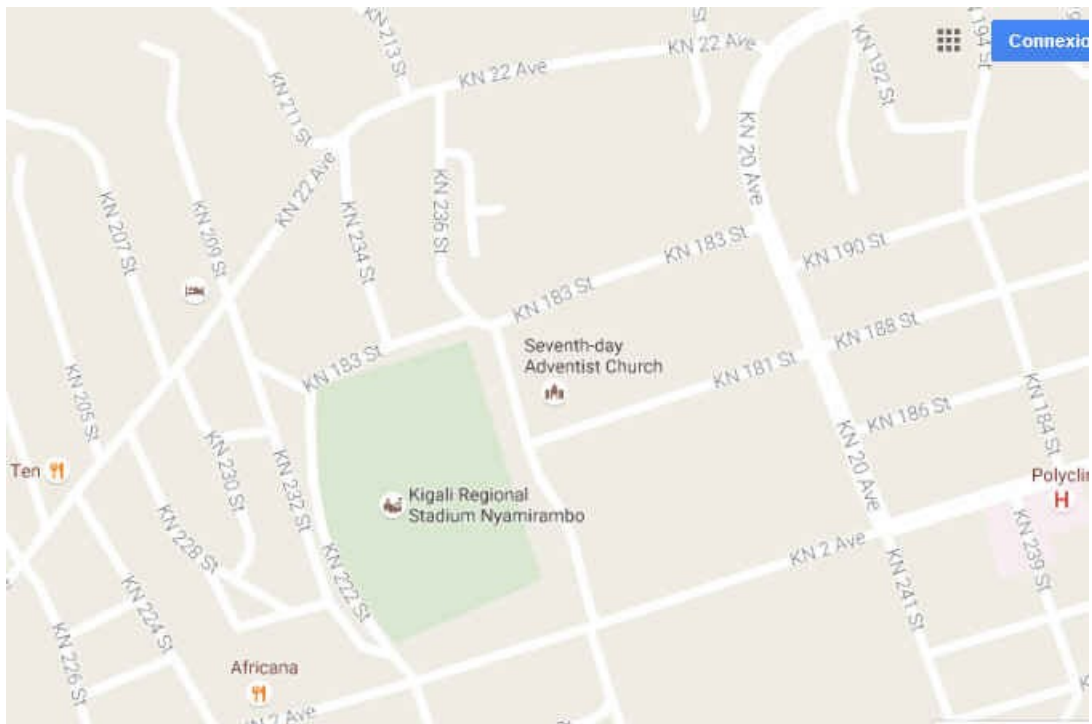 KN 213 St
KN 22 Ave
KN 22 Ave
KN 192 St
KN 194 St
Connexio
KN 211 St
KN 22 Ave
KN 20 Ave
KN 207 St
KN 209 St
KN 234 St
KN 236 St
KN 183 St
KN 190 St
KN 183 St
KN 188 St
Seventh-day
Adventist Church
KN 183 St
KN 181 St
KN 205 St
KN 186 St
KN 184 St
KN 20 Ave
Ten
KN 230 St
KN 232 St
Polyclin
Kigali Regional
Stadium Nyamirambo
KN 228 St
KN 2 Ave
KN 239 St
KN 222 St
KN 241 St
KN 224 St
KN 226 St
Africana
KN 2 Ave